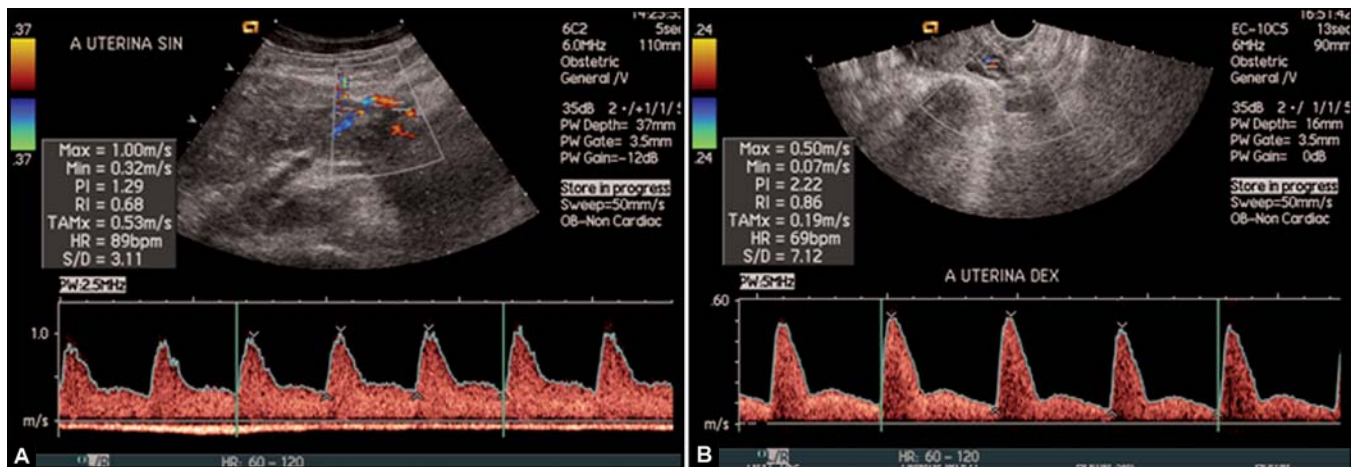 .37
.37
A UTERINA SIN
6C2 5sec
6.0MHz 110mm
Obstetric
General /V
35dB 2 •/+1/1/ 5
PW Depth= 37mm
PW Gate= 3.5mm
PW Gain=-12dB
Store in progress
Sweep=50mm/s
OB-Non Cardiac
Max = 1.00m/s
Min = 0.32m/s
PI = 1.29
RI = 0.68
TAMx = 0.53m/s
HR = 89bpm
S/D = 3.11
PW:2.5MHz
1.0
m/s
A
L/R
HR: 60 - 120
.24
.24
16:51:42
EC-10C5 13sec
6MHz 90mm
Obstetric
General /V
35dB 2 •/ 1/1/ 5
PW Depth= 16mm
PW Gate= 3.5mm
PW Gain= 0dB
Store in progress
Sweep=50mm/s
OB-Non Cardiac
Max = 0.50m/s
Min = 0.07m/s
PI = 2.22
RI = 0.86
TAMx = 0.19m/s
HR = 69bpm
S/D = 7.12
A UTERINA DEX
PW:5MHz
.60
m/s
B
L/R
HR: 60 - 120